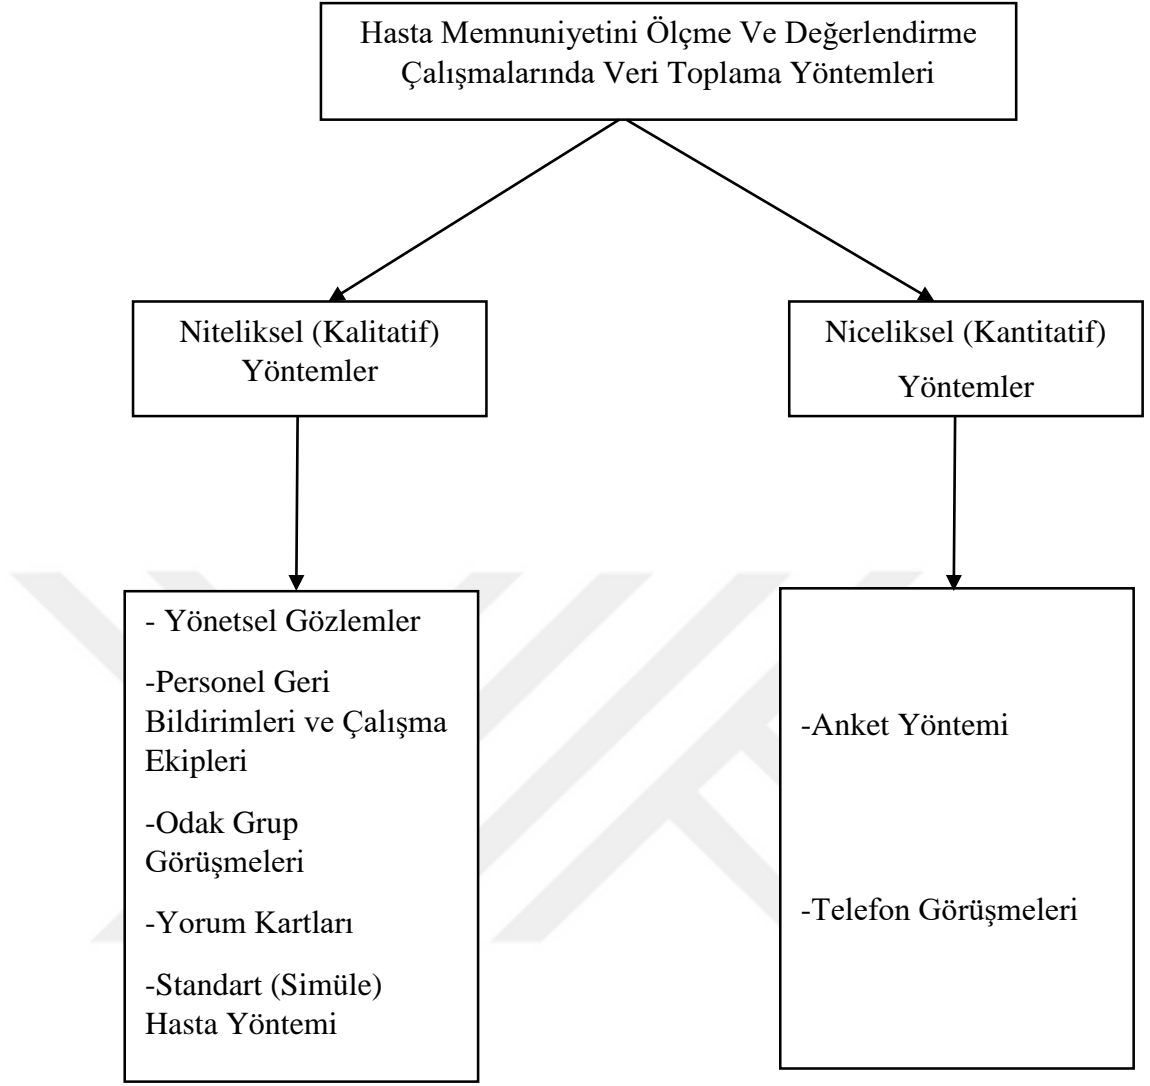 Hasta Memnuniyetini Ölçme Ve Değerlendirme
Çalışmalarında Veri Toplama Yöntemleri
Niteliksel (Kalitatif)
Yöntemler
Niceliksel (Kantitatif)
Yöntemler
- Yönetsel Gözlemler
-Personel Geri
Bildirimleri ve Çalışma
Ekipleri
-Odak Grup
Görüşmeleri
-Yorum Kartları
-Standart (Simüle)
Hasta Yöntemi
-Anket Yöntemi
-Telefon Görüşmeleri